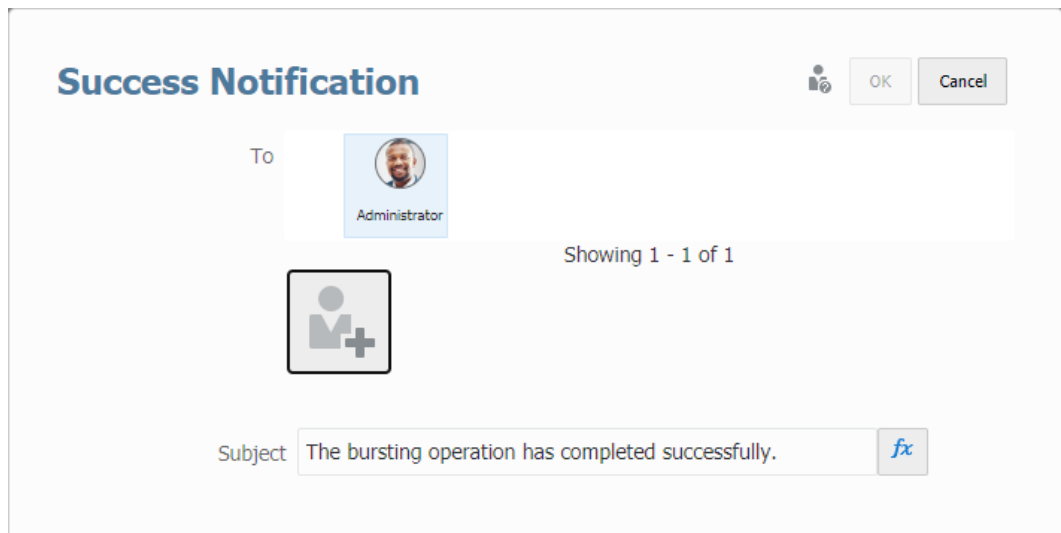 Success Notification
OK
Cancel
To
Administrator
Showing 1 - 1 of 1
Subject
The bursting operation has completed successfully.
fx